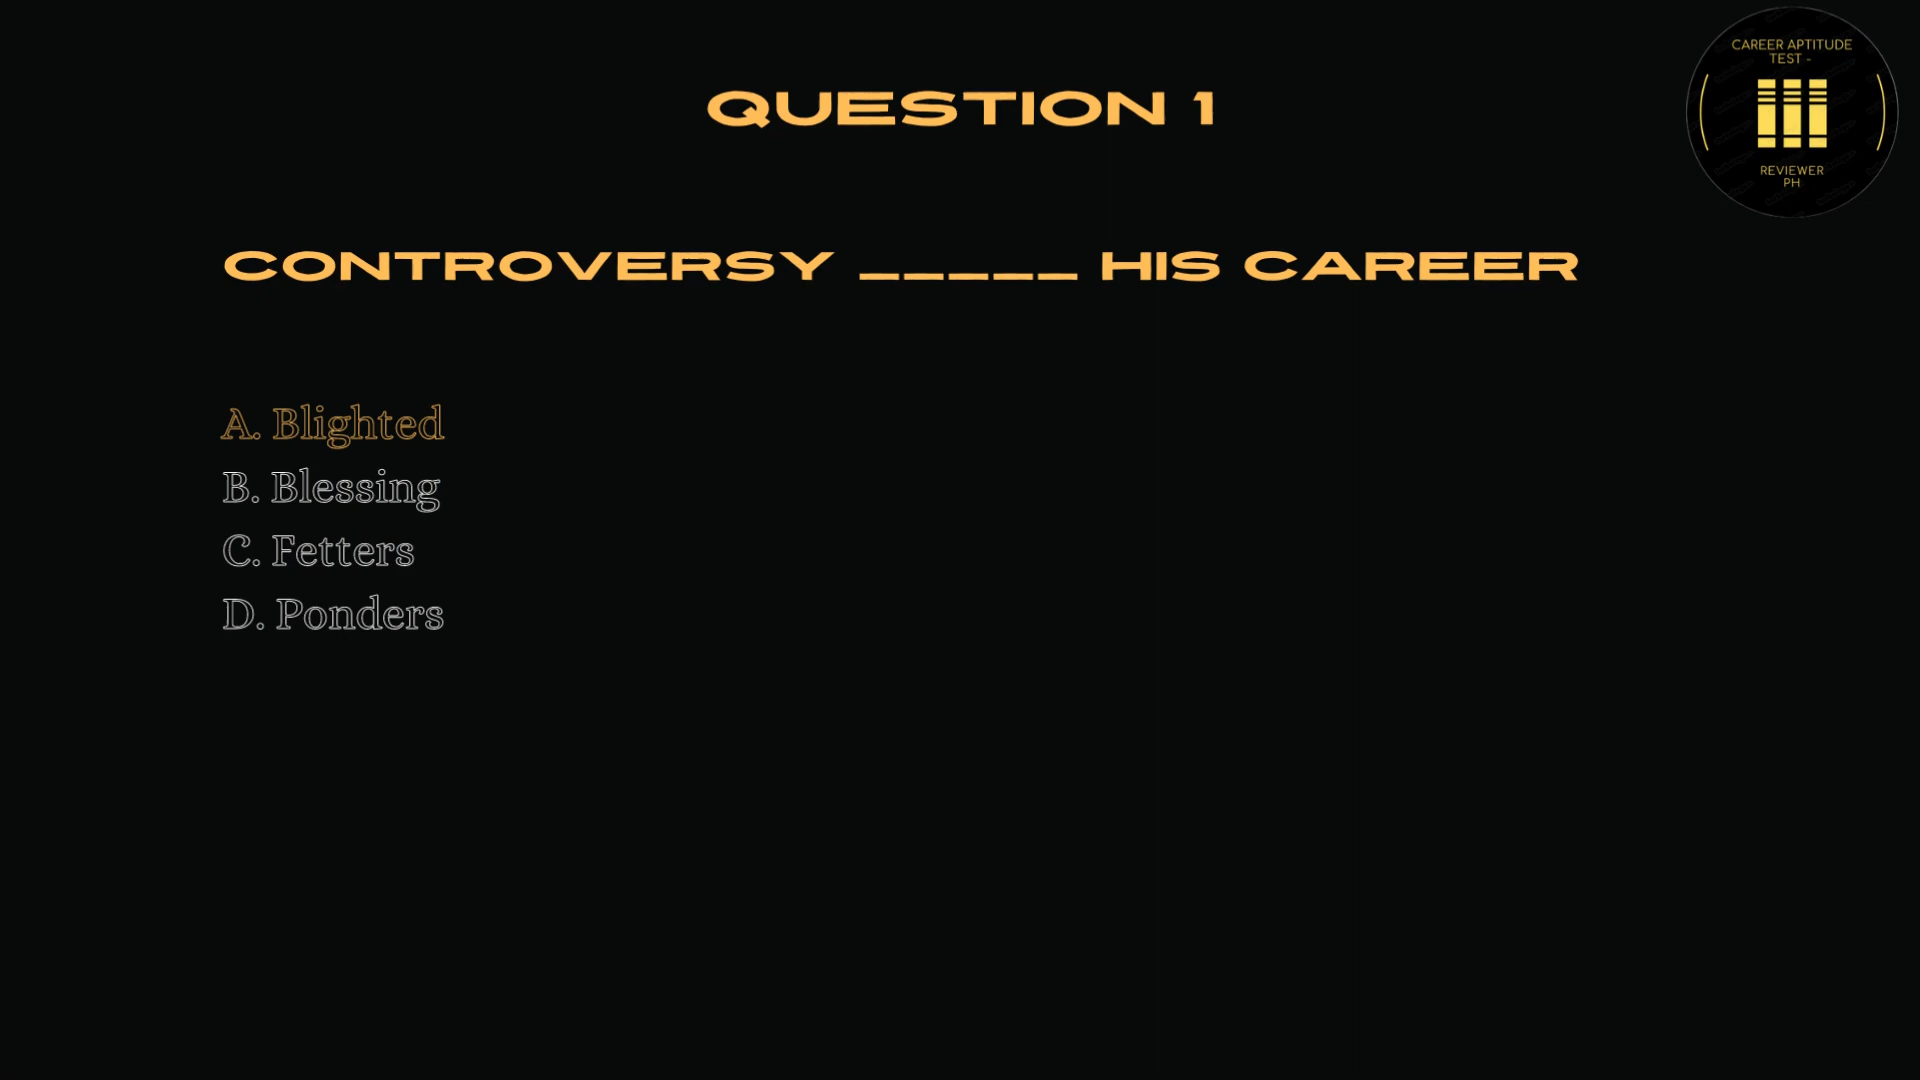 CAREER APTITUDE
TEST -
REVIEWER
PH
QUESTION 1
CONTROVERSY _____ HIS CAREER
A. Blighted
B. Blessing
C. Fetters
D. Ponders